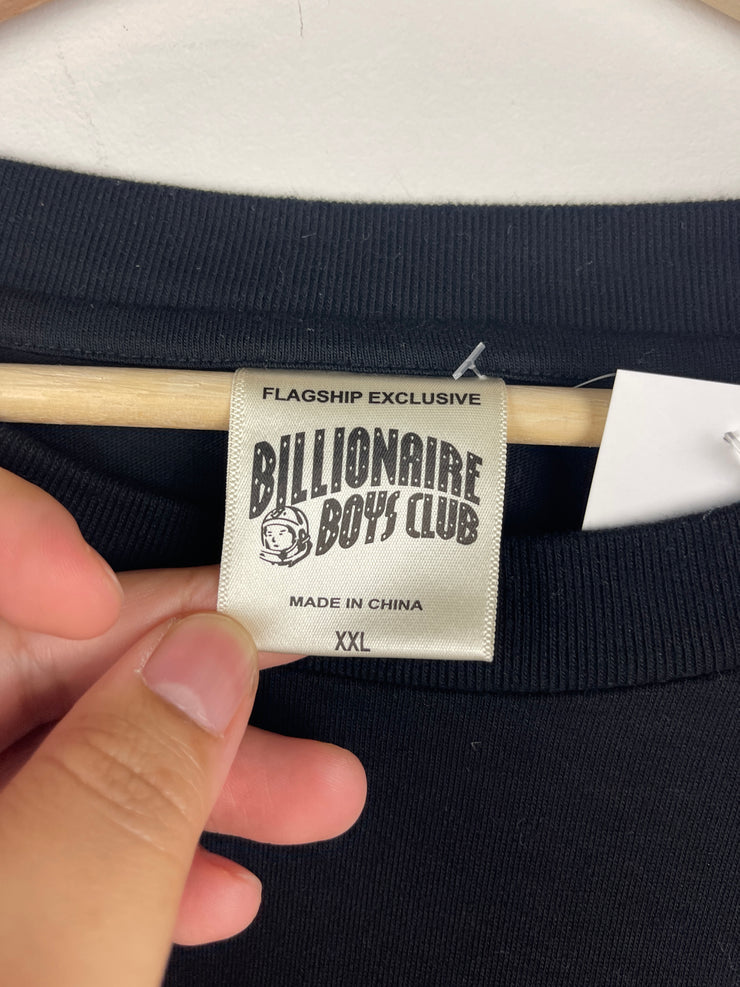 FLAGSHIP EXCLUSIVE
BILLIONAIRE
BOYS CLUB
MADE IN CHINA
XXL